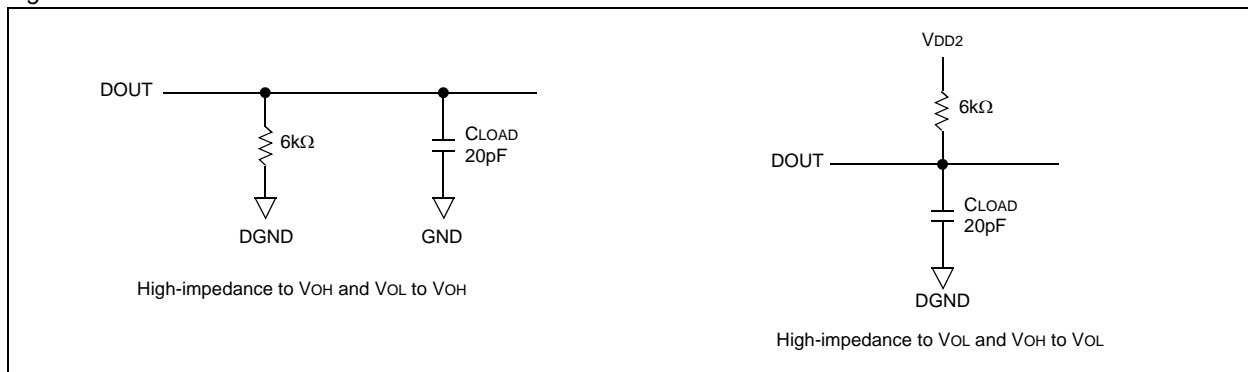 DOUT
6kΩ
CLOAD
20pF
DGND
GND
High-impedance to VOH and VOL to VOH
VDD2
6kΩ
DOUT
CLOAD
20pF
DGND
High-impedance to VOL and VOH to VOL